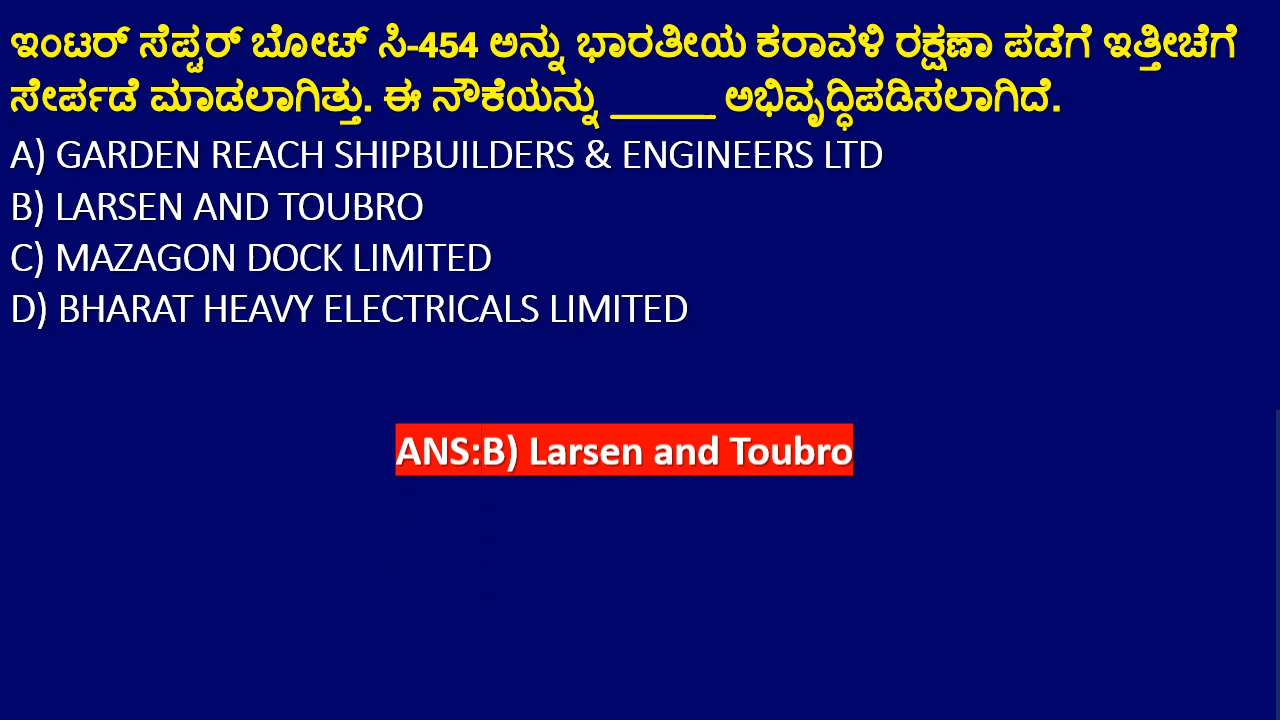 ಇಂಟರ್ ಸೆಪ್ಟರ್ ಬೋಟ್ ಸಿ-454 ಅನ್ನು ಭಾರತೀಯ ಕರಾವಳಿ ರಕ್ಷಣಾ ಪಡೆಗೆ ಇತ್ತೀಚೆಗೆ
ಸೇರ್ಪಡೆ ಮಾಡಲಾಗಿತ್ತು. ಈ ನೌಕೆಯನ್ನು _____ ಅಭಿವೃದ್ಧಿಪಡಿಸಲಾಗಿದೆ.
A) GARDEN REACH SHIPBUILDERS & ENGINEERS LTD
B) LARSEN AND TOUBRO
C) MAZAGON DOCK LIMITED
D) BHARAT HEAVY ELECTRICALS LIMITED
ANS:B) Larsen and Toubro